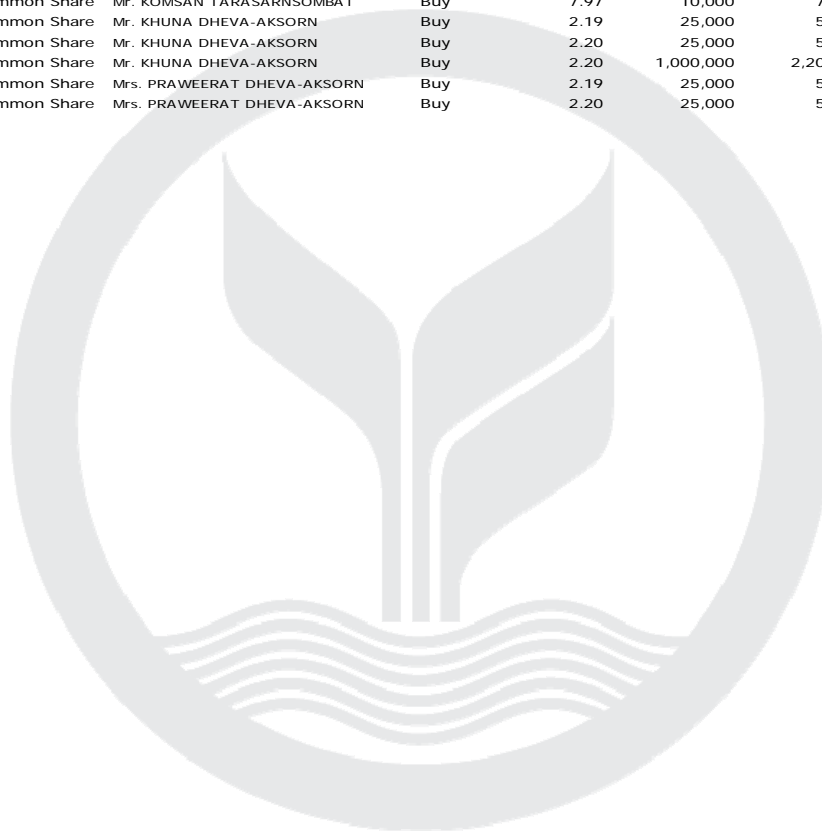 mmon Share Mr. KOMSAN TARASARNSOMBAT Buy 7.97 10,000 7
mmon Share Mr. KHUNA DHEVA-AKSORN Buy 2.19 25,000 5
mmon Share Mr. KHUNA DHEVA-AKSORN Buy 2.20 25,000 5
mmon Share Mr. KHUNA DHEVA-AKSORN Buy 2.20 1,000,000 2,20
mmon Share Mrs. PRAWEERAT DHEVA-AKSORN Buy 2.19 25,000 5
mmon Share Mrs. PRAWEERAT DHEVA-AKSORN Buy 2.20 25,000 5